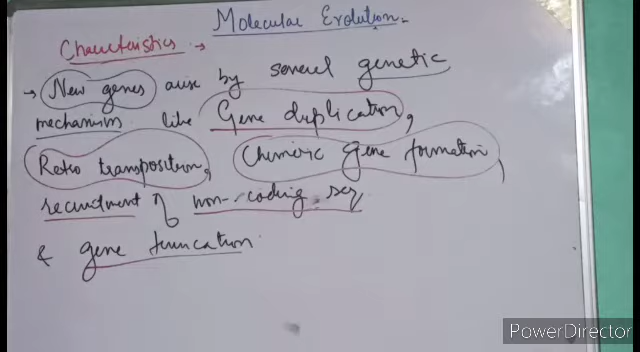 Molecular Evolution.
Characteristics →
→ New genes arise by several genetic
mechanism like Gene duplication,
Retro transposition, Chimeric gene formation,
recruitment of non-coding seq,
& gene truncation.
PowerDirector